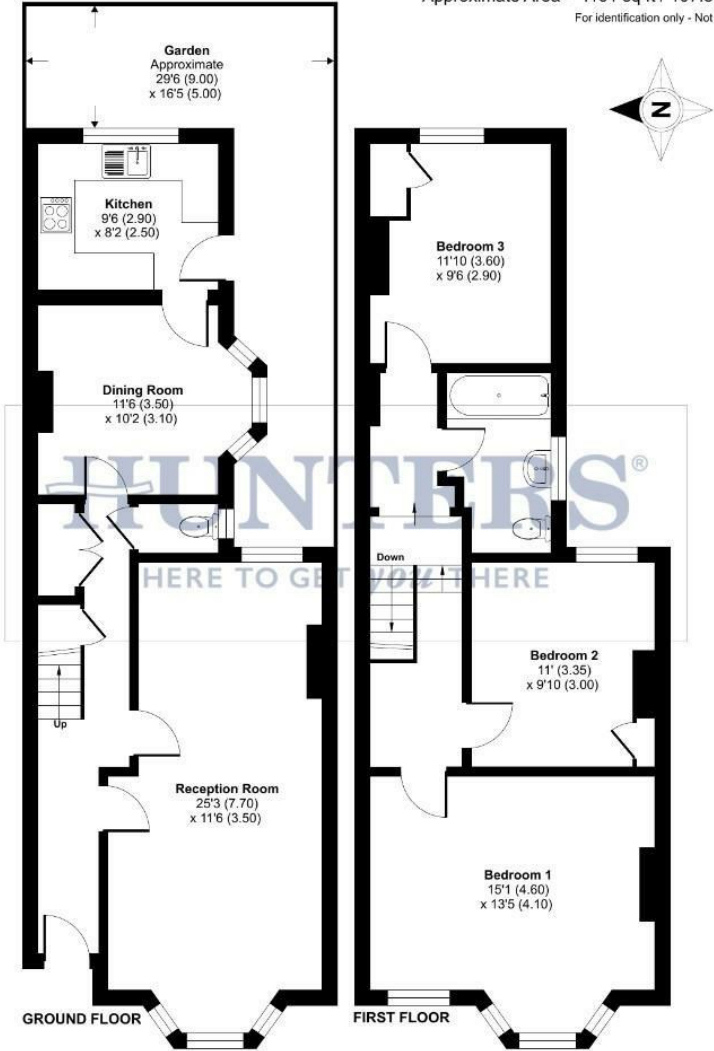 For identification only - Not
Garden
Approximate
29'6 (9.00)
x 16'5 (5.00)
N
Kitchen
9'6 (2.90)
x 8'2 (2.50)
Bedroom 3
11'10 (3.60)
x 9'6 (2.90)
Dining Room
11'6 (3.50)
x 10'2 (3.10)
HUNTERS®
HERE TO GET you THERE
Down
Up
Bedroom 2
11' (3.35)
x 9'10 (3.00)
Reception Room
25'3 (7.70)
x 11'6 (3.50)
Bedroom 1
15'1 (4.60)
x 13'5 (4.10)
GROUND FLOOR
FIRST FLOOR